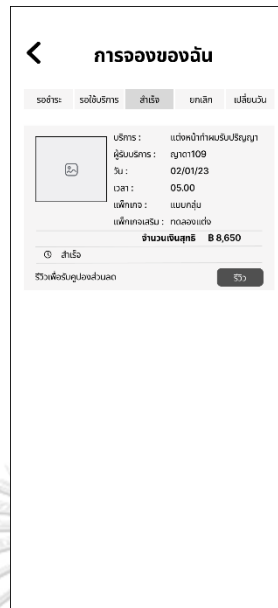 การจองของฉัน
รอชำระ รอใช้บริการ สำเร็จ ยกเลิก เปลี่ยนวัน
บริการ : แต่งหน้าทำผมรับปริญญา
ผู้รับบริการ : ญาดา109
วัน : 02/01/23
เวลา : 05.00
แพ็กเกจ : แบบกลุ่ม
แพ็กเกจเสริม : ทดลองแต่ง
จำนวนเงินสุทธิ ฿ 8,650
สำเร็จ
รีวิวเพื่อรับคูปองส่วนลด รีวิว